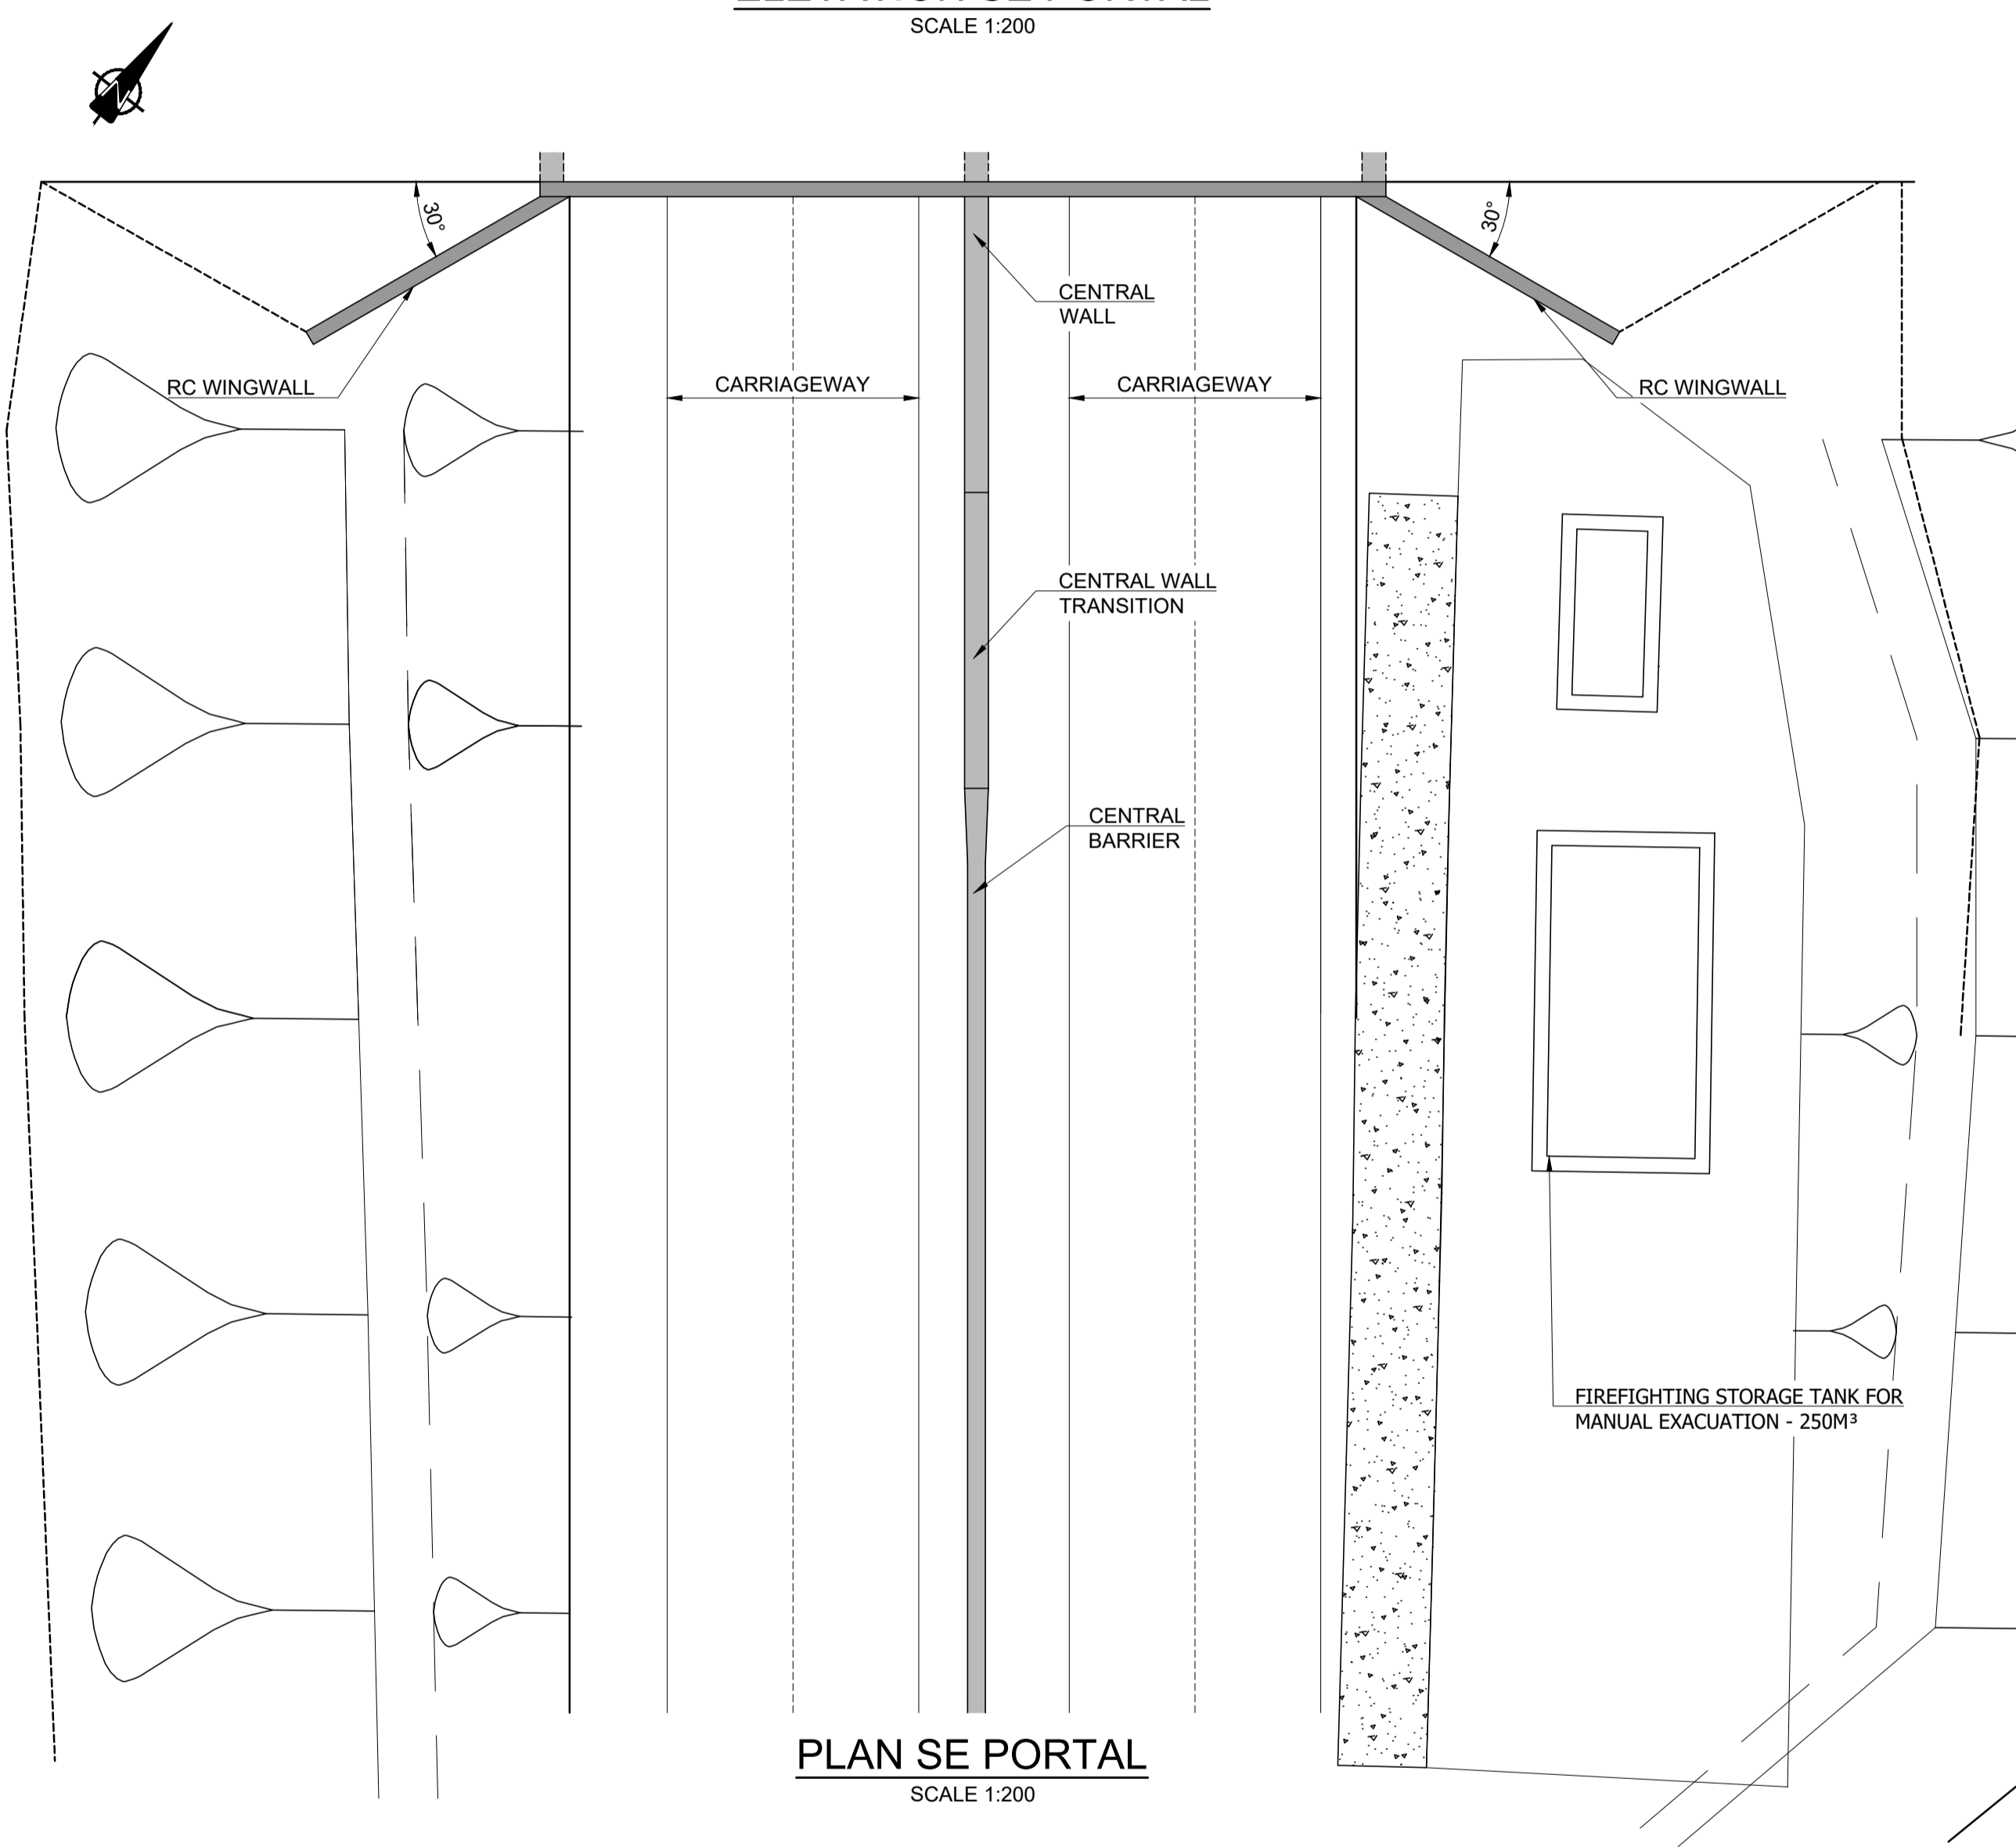 SCALE 1:200
N
30°
30°
CENTRAL
WALL
RC WINGWALL
CARRIAGEWAY
CARRIAGEWAY
RC WINGWALL
CENTRAL WALL
TRANSITION
CENTRAL
BARRIER
FIREFIGHTING STORAGE TANK FOR
MANUAL EXACUATION - 250M³
PLAN SE PORTAL
SCALE 1:200